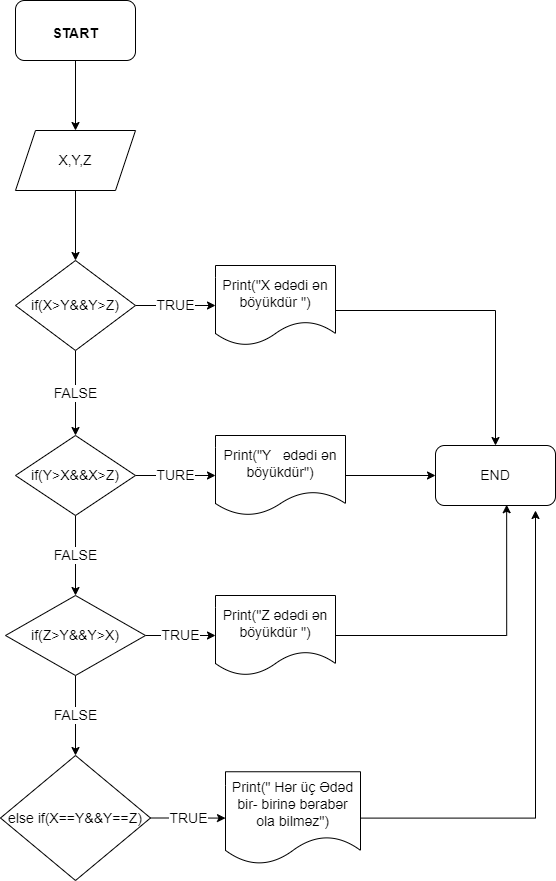 START
X,Y,Z
if(X>Y&&Y>Z)
TRUE
Print("X ədədi ən
böyükdür ")
FALSE
if(Y>X&&X>Z)
TURE
Print("Y   ədədi ən
böyükdür")
END
FALSE
if(Z>Y&&Y>X)
TRUE
Print("Z ədədi ən
böyükdür ")
FALSE
else if(X==Y&&Y==Z)
TRUE
Print(" Hər üç Ədəd
bir- birinə bərabər
ola bilməz")